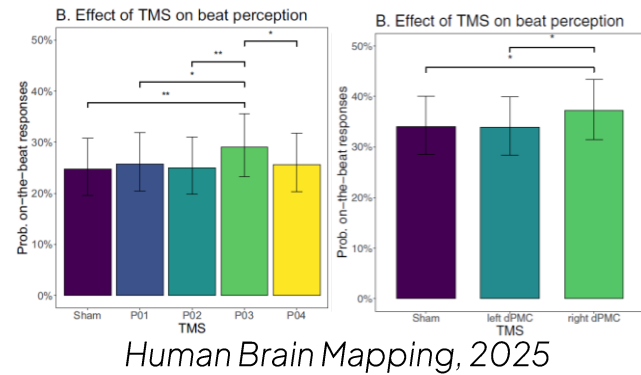 B. Effect of TMS on beat perception
Prob. on-the-beat responses
50%
40%
30%
20%
10%
0%
*
**
*
**
Sham P01 P02 P03 P04
TMS
B. Effect of TMS on beat perception
Prob. on-the-beat responses
50%
40%
30%
20%
10%
0%
*
*
Sham left dPMC right dPMC
TMS
Human Brain Mapping, 2025